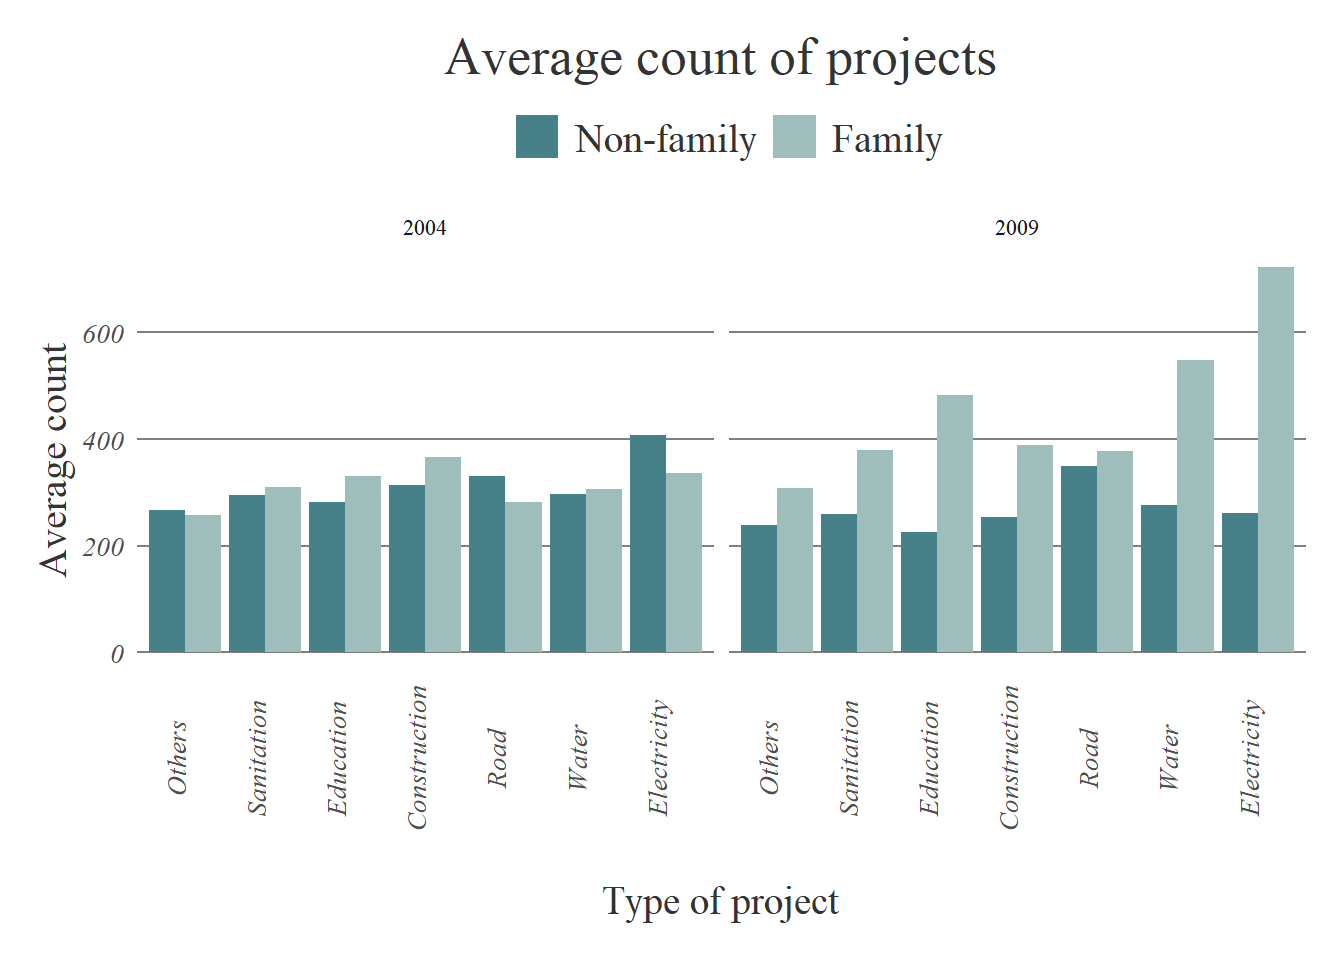 Average count of projects
Non-family Family
2004 2009
Average count
600
400
200
0
Others Sanitation Education Construction Road Water Electricity Others Sanitation Education Construction Road Water Electricity
Type of project